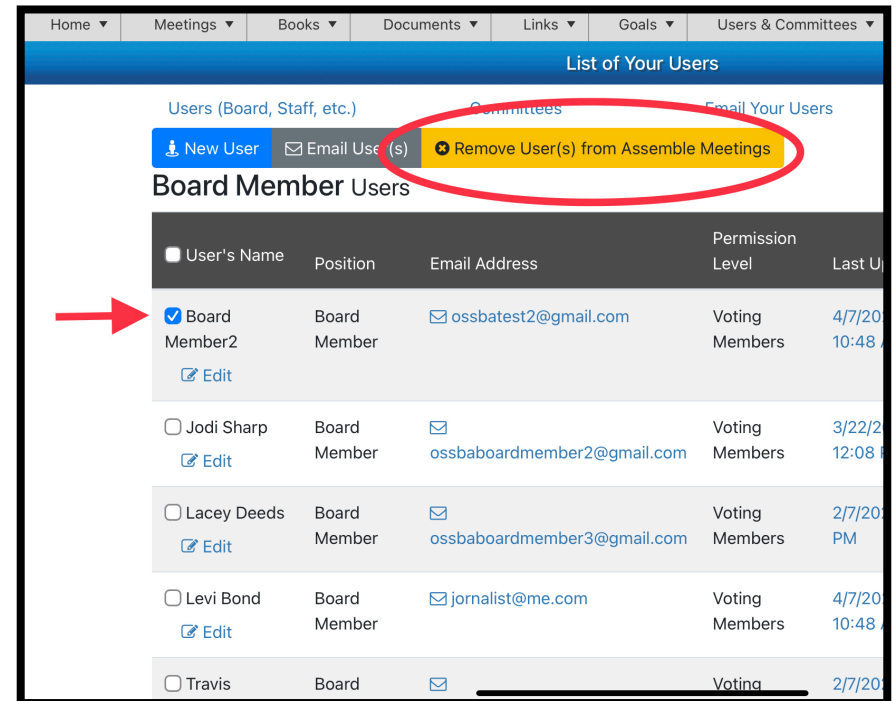 Home ▼ Meetings ▼ Books ▼ Documents ▼ Links ▼ Goals ▼ Users & Committees ▼
List of Your Users
Users (Board, Staff, etc.) Committees Email Your Users
New User Email User(s) Remove User(s) from Assemble Meetings
Board Member Users
User's Name Position Email Address Permission Level Last
Board Member2 Board Member ossbatest2@gmail.com Voting Members 4/7/20 10:48
Edit
Jodi Sharp Board Member ossbaboardmember2@gmail.com Voting Members 3/22/2 12:08
Edit
Lacey Deeds Board Member ossbaboardmember3@gmail.com Voting Members 2/7/20 PM
Edit
Levi Bond Board Member jornalist@me.com Voting Members 4/7/20 10:48
Edit
Travis Board Voting 2/7/20